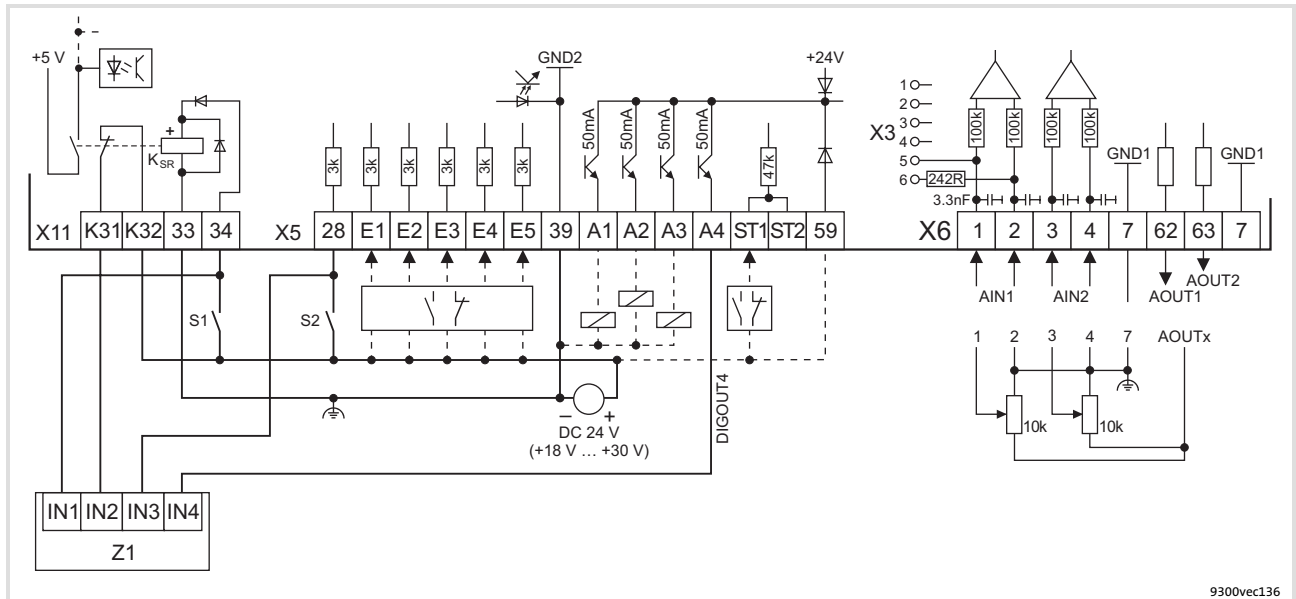 +5 V
+
KSR
GND2
+24V
3k
3k
3k
3k
3k
3k
50mA
50mA
50mA
50mA
47k
X3
1
2
3
4
5
6
242R
3.3nF
100k
100k
100k
100k
GND1
GND1
X11 K31 K32 33 34
X5 28 E1 E2 E3 E4 E5 39 A1 A2 A3 A4 ST1 ST2 59
X6 1 2 3 4 7 62 63 7
S1
S2
AIN1
AIN2
AOUT1
AOUT2
1 2 3 4 7 AOUTx
10k
10k
DIGOUT4
− +
DC 24 V
(+18 V ... +30 V)
IN1 IN2 IN3 IN4
Z1
9300vec136